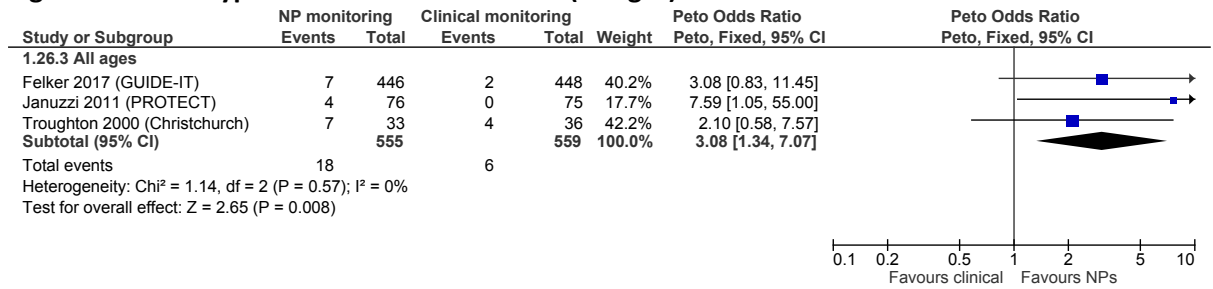 NP monitoring Clinical monitoring Peto Odds Ratio Peto Odds Ratio
Study or Subgroup Events Total Events Total Weight Peto, Fixed, 95% CI Peto, Fixed, 95% CI
1.26.3 All ages
Felker 2017 (GUIDE-IT) 7 446 2 448 40.2% 3.08 [0.83, 11.45]
Januzzi 2011 (PROTECT) 4 76 0 75 17.7% 7.59 [1.05, 55.00]
Troughton 2000 (Christchurch) 7 33 4 36 42.2% 2.10 [0.58, 7.57]
Subtotal (95% CI) 555 559 100.0% 3.08 [1.34, 7.07]
Total events 18 6
Heterogeneity: Chi² = 1.14, df = 2 (P = 0.57); I² = 0%
Test for overall effect: Z = 2.65 (P = 0.008)
0.1 0.2 0.5 1 2 5 10
Favours clinical Favours NPs